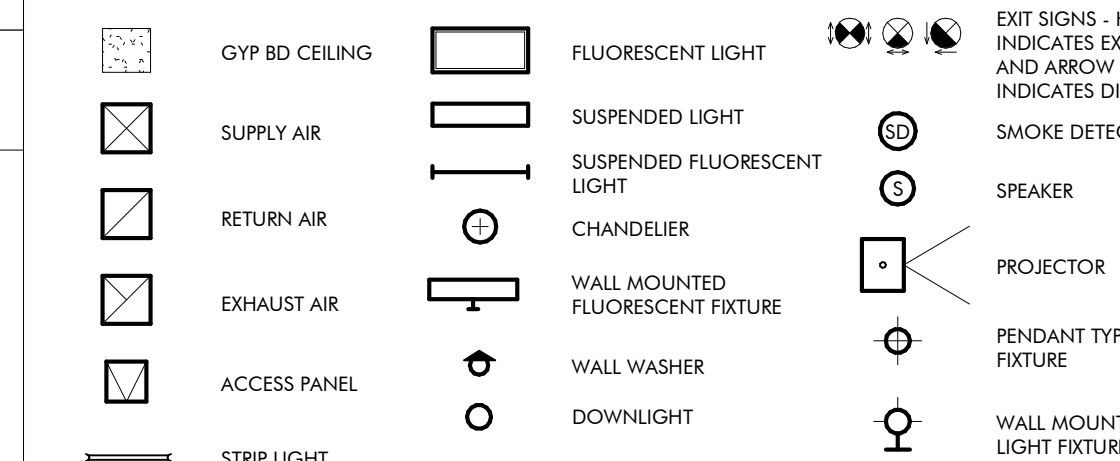 GYP BD CEILING
SUPPLY AIR
RETURN AIR
EXHAUST AIR
ACCESS PANEL
STRIP LIGHT
FLUORESCENT LIGHT
SUSPENDED LIGHT
SUSPENDED FLUORESCENT
LIGHT
CHANDELIER
WALL MOUNTED
FLUORESCENT FIXTURE
WALL WASHER
DOWNLIGHT
EXIT SIGNS -
INDICATES
AND ARROW
INDICATES
SD
SMOKE
S
SPEAKER
PROJECTOR
PENDANT
FIXTURE
WALL
LIGHT